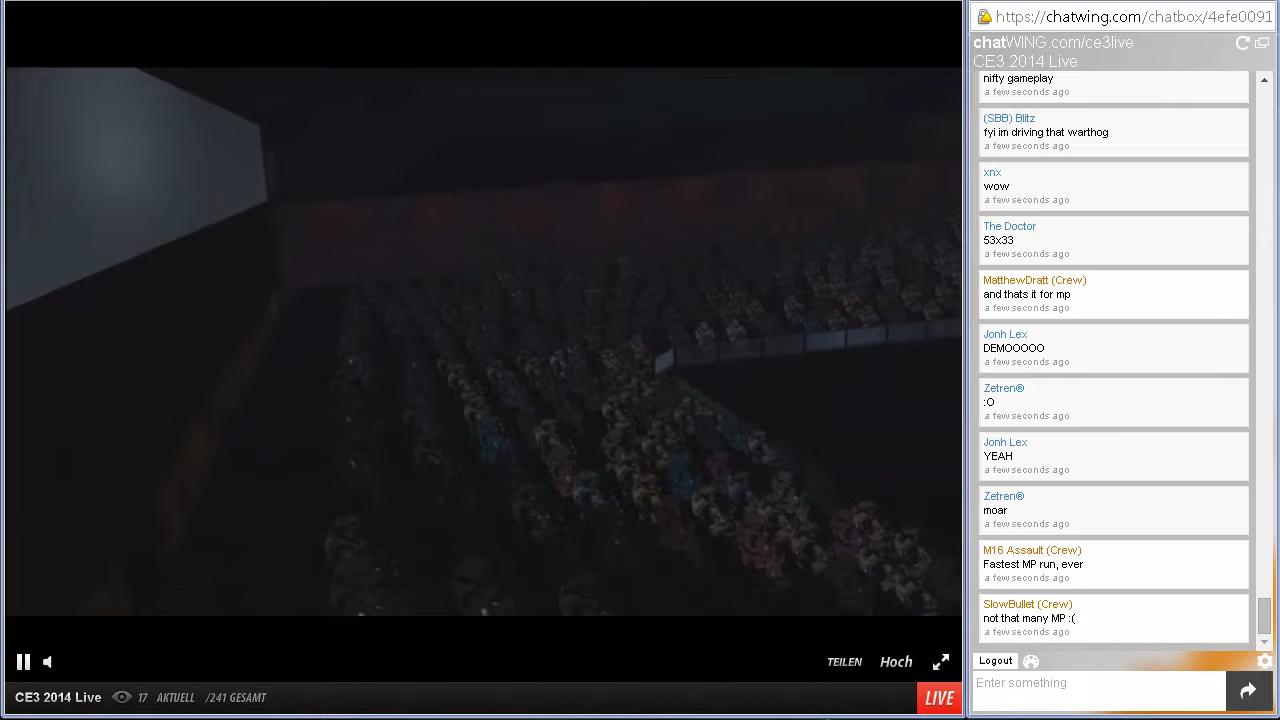 https://chatwing.com/chatbox/4efe0091
chatWING.com/ce3live
CE3 2014 Live
nifty gameplay
a few seconds ago
(SBB) Blitz
fyi im driving that warthog
a few seconds ago
xnx
wow
a few seconds ago
The Doctor
53x33
a few seconds ago
MatthewDratt (Crew)
and thats it for mp
a few seconds ago
Jonh Lex
DEMOOOOO
a few seconds ago
Zetren®
:O
a few seconds ago
Jonh Lex
YEAH
a few seconds ago
Zetren®
moar
a few seconds ago
M16 Assault (Crew)
Fastest MP run, ever
a few seconds ago
SlowBullet (Crew)
not that many MP :(
a few seconds ago
Logout
Enter something
TEILEN Hoch
CE3 2014 Live 17 AKTUELL /241 GESAMT LIVE